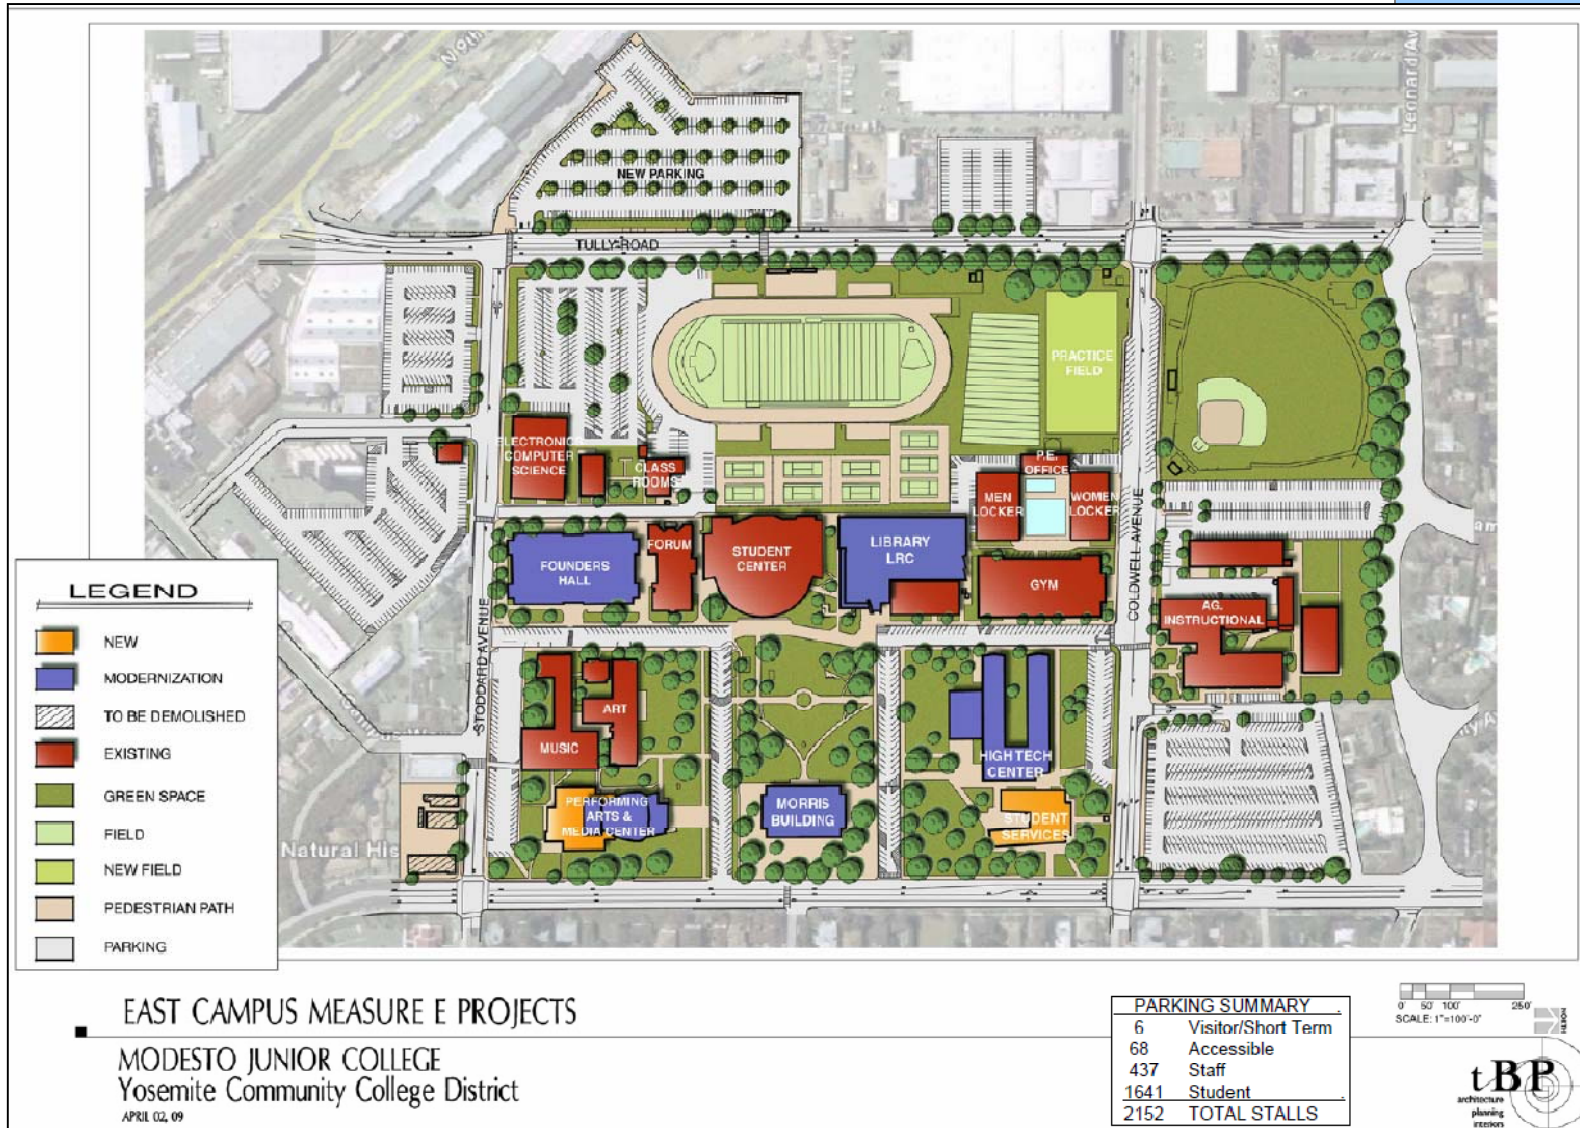 NEW PARKING
TULLY ROAD
Leonard Av
PRACTICE
FIELD
ELECTRONICS
COMPUTER
SCIENCE
CLASS
ROOMS
P.E.
OFFICE
MEN
LOCKER
WOMEN
LOCKER
FOUNDERS
HALL
FORUM
STUDENT
CENTER
LIBRARY
LRC
GYM
COLDWELL AVENUE
AG.
INSTRUCTIONAL
STODDARD AVENUE
ART
MUSIC
HIGH TECH
CENTER
PERFORMING
ARTS &
MEDIA CENTER
MORRIS
BUILDING
STUDENT
SERVICES
Natural His
LEGEND
NEW
MODERNIZATION
TO BE DEMOLISHED
EXISTING
GREEN SPACE
FIELD
NEW FIELD
PEDESTRIAN PATH
PARKING
EAST CAMPUS MEASURE E PROJECTS
MODESTO JUNIOR COLLEGE
Yosemite Community College District
APRIL 02, 09
PARKING SUMMARY
6 Visitor/Short Term
68 Accessible
437 Staff
1641 Student
2152 TOTAL STALLS
0' 50' 100' 250'
SCALE: 1"=100'-0"
tBP
architecture
planning
interiors